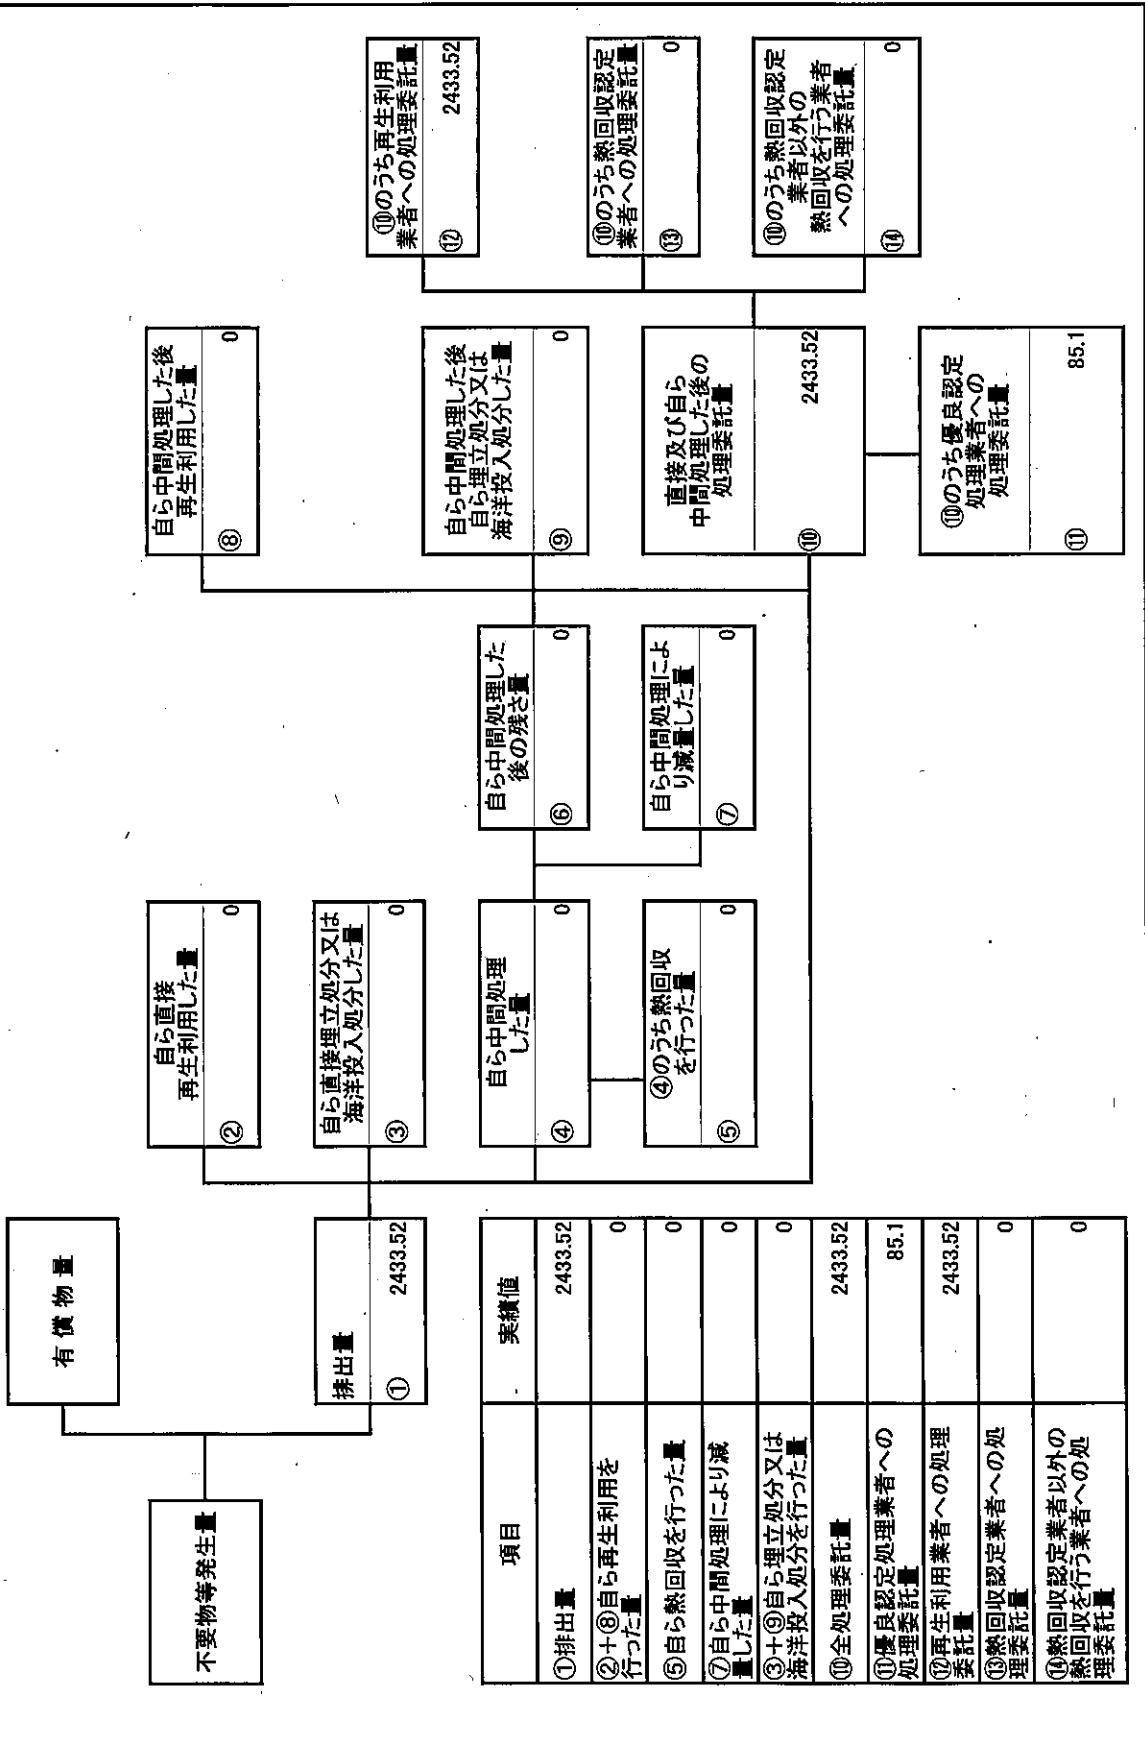 有償物量
不要物等発生量
排出量
① 2433.52
自ら直接
再生利用した量
② 0
自ら直接埋立処分又は
海洋投入処分した量
③ 0
自ら中間処理
した量
④ 0
④のうち熱回収
を行った量
⑤ 0
自ら中間処理した
後の残さ量
⑥ 0
自ら中間処理によ
り減量した量
⑦ 0
自ら中間処理した後
再生利用した量
⑧ 0
自ら中間処理した後
自ら埋立処分又は
海洋投入処分した量
⑨ 0
直接及び自ら
中間処理した後の
処理委託量
⑩ 2433.52
⑩のうち優良認定
処理業者への
処理委託量
⑪ 85.1
⑩のうち再生利用
業者への処理委託量
⑫ 2433.52
⑩のうち熱回収認定
業者への処理委託量
⑬ 0
⑩のうち熱回収認定
業者以外の
熱回収を行う業者
への処理委託量
⑭ 0
項目 実績値
①排出量 2433.52
②+⑧自ら再生利用を
行った量 0
⑤自ら熱回収を行った量 0
⑦自ら中間処理により減
量した量 0
③+⑨自ら埋立処分又は
海洋投入処分を行った量 0
⑩全処理委託量 2433.52
⑪優良認定処理業者への
処理委託量 85.1
⑫再生利用業者への処理
委託量 2433.52
⑬熱回収認定業者への処
理委託量 0
⑭熱回収認定業者以外の
熱回収を行う業者への処
理委託量 0